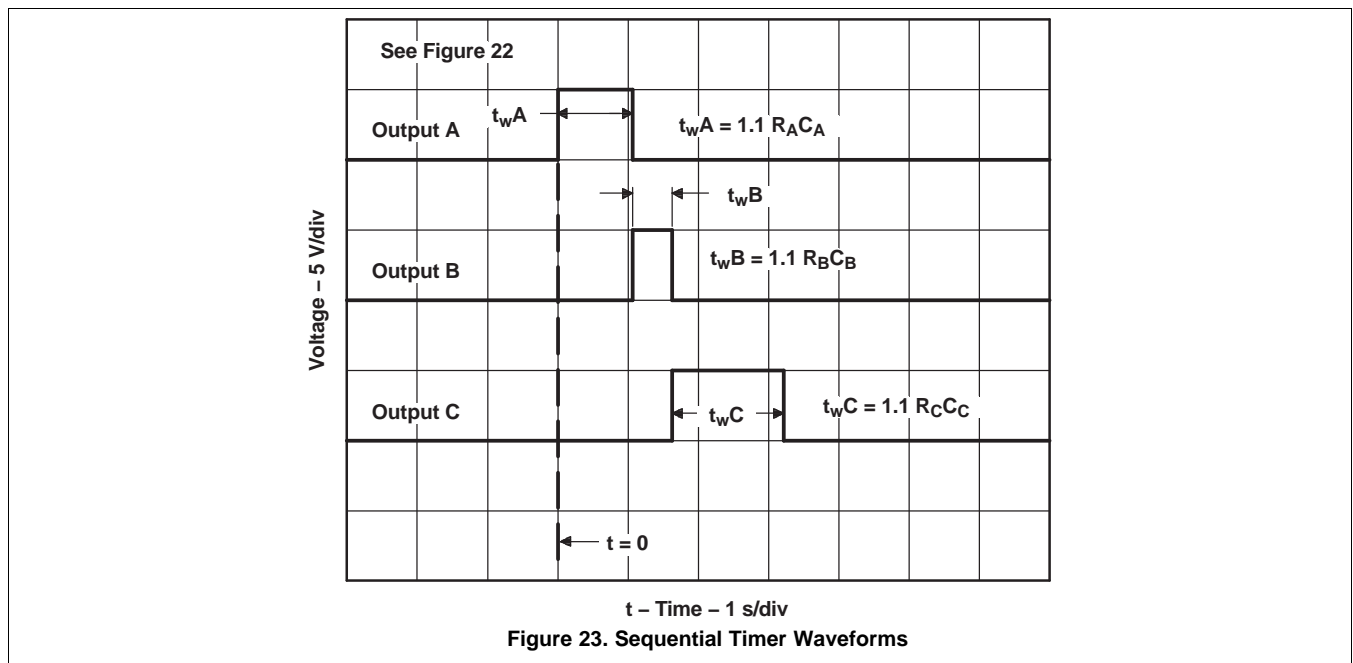 See Figure 22
Output A
twA
twA = 1.1 RACA
twB
Output B
twB = 1.1 RBCB
Output C
twC
twC = 1.1 RCCC
t = 0
Voltage – 5 V/div
t – Time – 1 s/div
Figure 23. Sequential Timer Waveforms